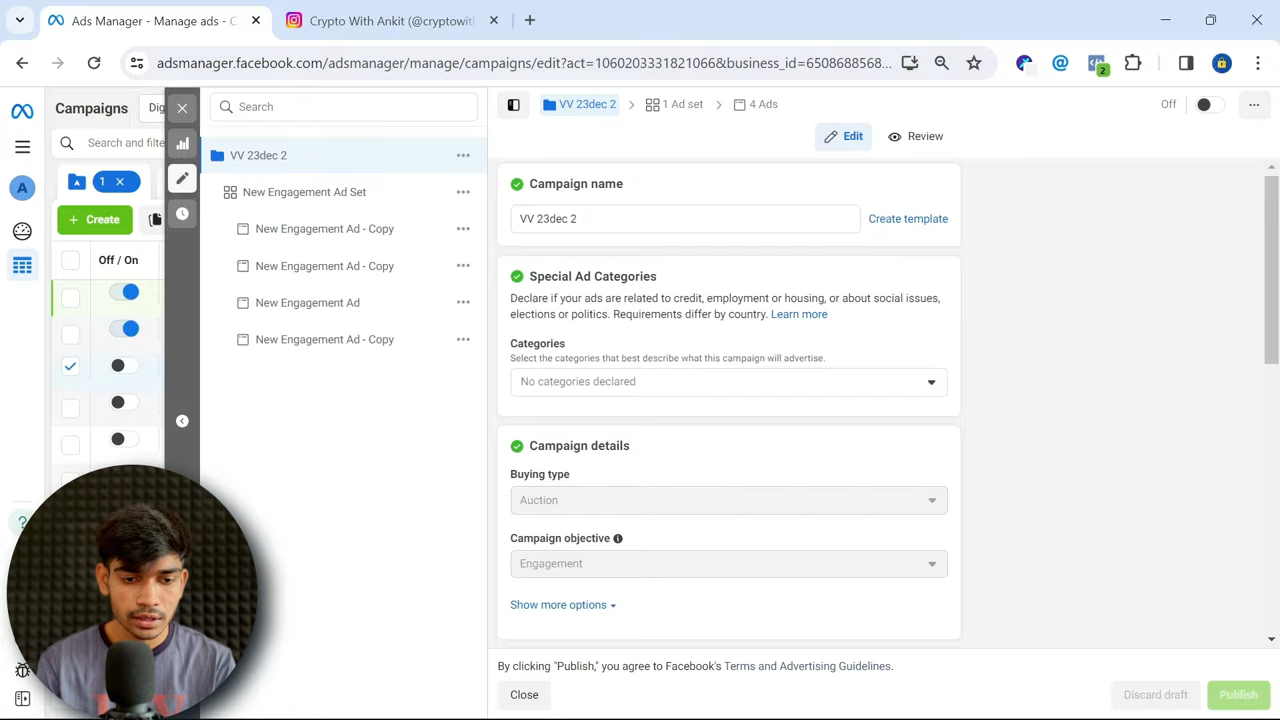 Ads Manager - Manage ads - C
Crypto With Ankit (@cryptowit
adsmanager.facebook.com/adsmanager/manage/campaigns/edit?act=1060203331821066&business_id=6508688568...
2
Campaigns
Dig
Search and filte
1
A
+ Create
Off / On
?
Search
VV 23dec 2
New Engagement Ad Set
New Engagement Ad - Copy
New Engagement Ad - Copy
New Engagement Ad
New Engagement Ad - Copy
VV 23dec 2
1 Ad set
4 Ads
Off
Edit
Review
Campaign name
VV 23dec 2
Create template
Special Ad Categories
Declare if your ads are related to credit, employment or housing, or about social issues,
elections or politics. Requirements differ by country. Learn more
Categories
Select the categories that best describe what this campaign will advertise.
No categories declared
Campaign details
Buying type
Auction
Campaign objective
Engagement
Show more options
By clicking "Publish," you agree to Facebook's Terms and Advertising Guidelines.
Close
Discard draft
Publish